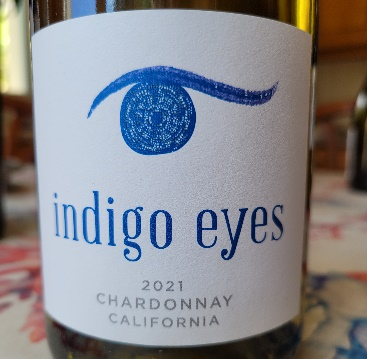 indigo eyes
2021
CHARDONNAY
CALIFORNIA